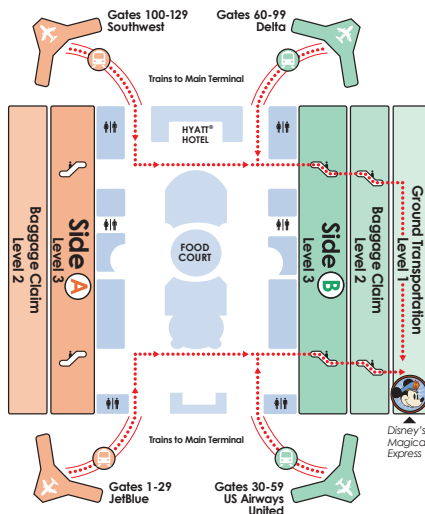 Gates 100-129
Southwest
Gates 60-99
Delta
Trains to Main Terminal
HYATT®
HOTEL
Baggage Claim
Level 2
Side A
Level 3
FOOD
COURT
Side B
Level 3
Baggage Claim
Level 2
Ground Transportation
Level 1
Disney's
Magical
Express
Trains to Main Terminal
Gates 1-29
JetBlue
Gates 30-59
US Airways
United